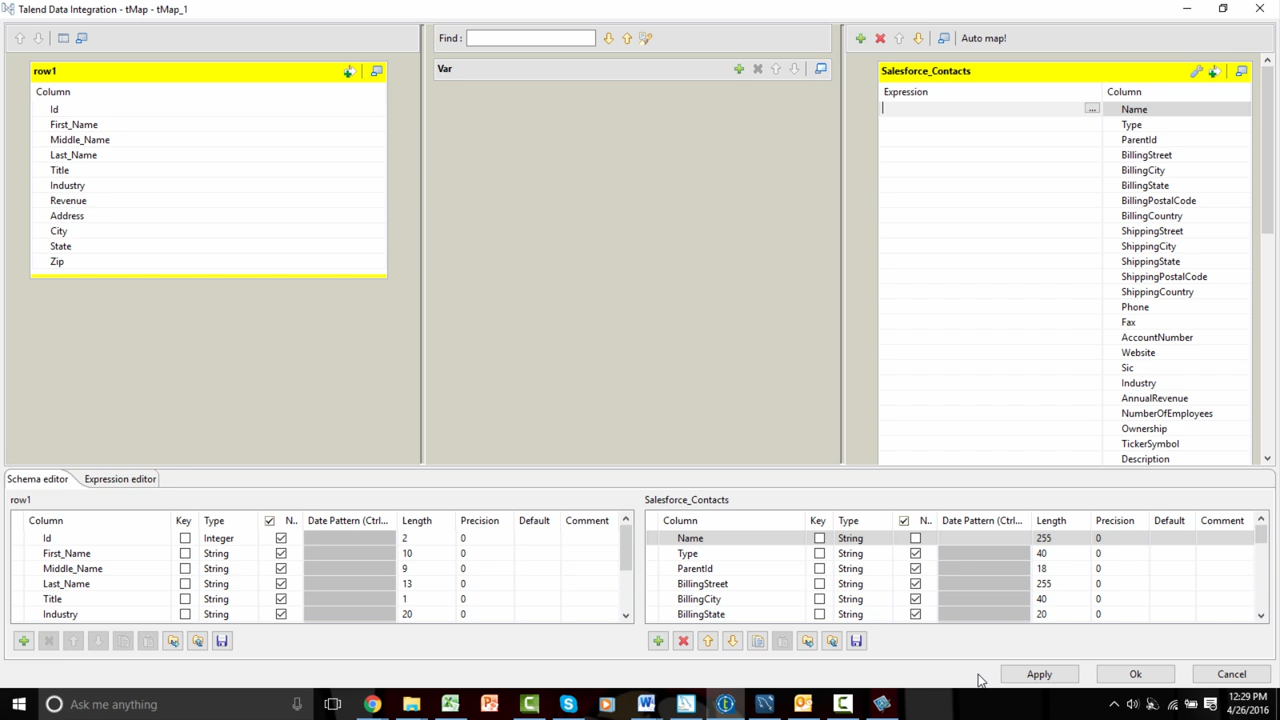 Talend Data Integration - tMap - tMap_1
Find :
Auto map!
row1
Var
Salesforce_Contacts
Column
Expression
Column
Id
First_Name
Middle_Name
Last_Name
Title
Industry
Revenue
Address
City
State
Zip
...
Name
Type
ParentId
BillingStreet
BillingCity
BillingState
BillingPostalCode
BillingCountry
ShippingStreet
ShippingCity
ShippingState
ShippingPostalCode
ShippingCountry
Phone
Fax
AccountNumber
Website
Sic
Industry
AnnualRevenue
NumberOfEmployees
Ownership
TickerSymbol
Description
Schema editor Expression editor
row1
Column Key Type N.. Date Pattern (Ctrl... Length Precision Default Comment
Id Integer 2 0
First_Name String 10 0
Middle_Name String 9 0
Last_Name String 13 0
Title String 1 0
Industry String 20 0
Salesforce_Contacts
Column Key Type N.. Date Pattern (Ctrl... Length Precision Default Comment
Name String 255 0
Type String 40 0
ParentId String 18 0
BillingStreet String 255 0
BillingCity String 40 0
BillingState String 20 0
Apply Ok Cancel
Ask me anything
12:29 PM
4/26/2016